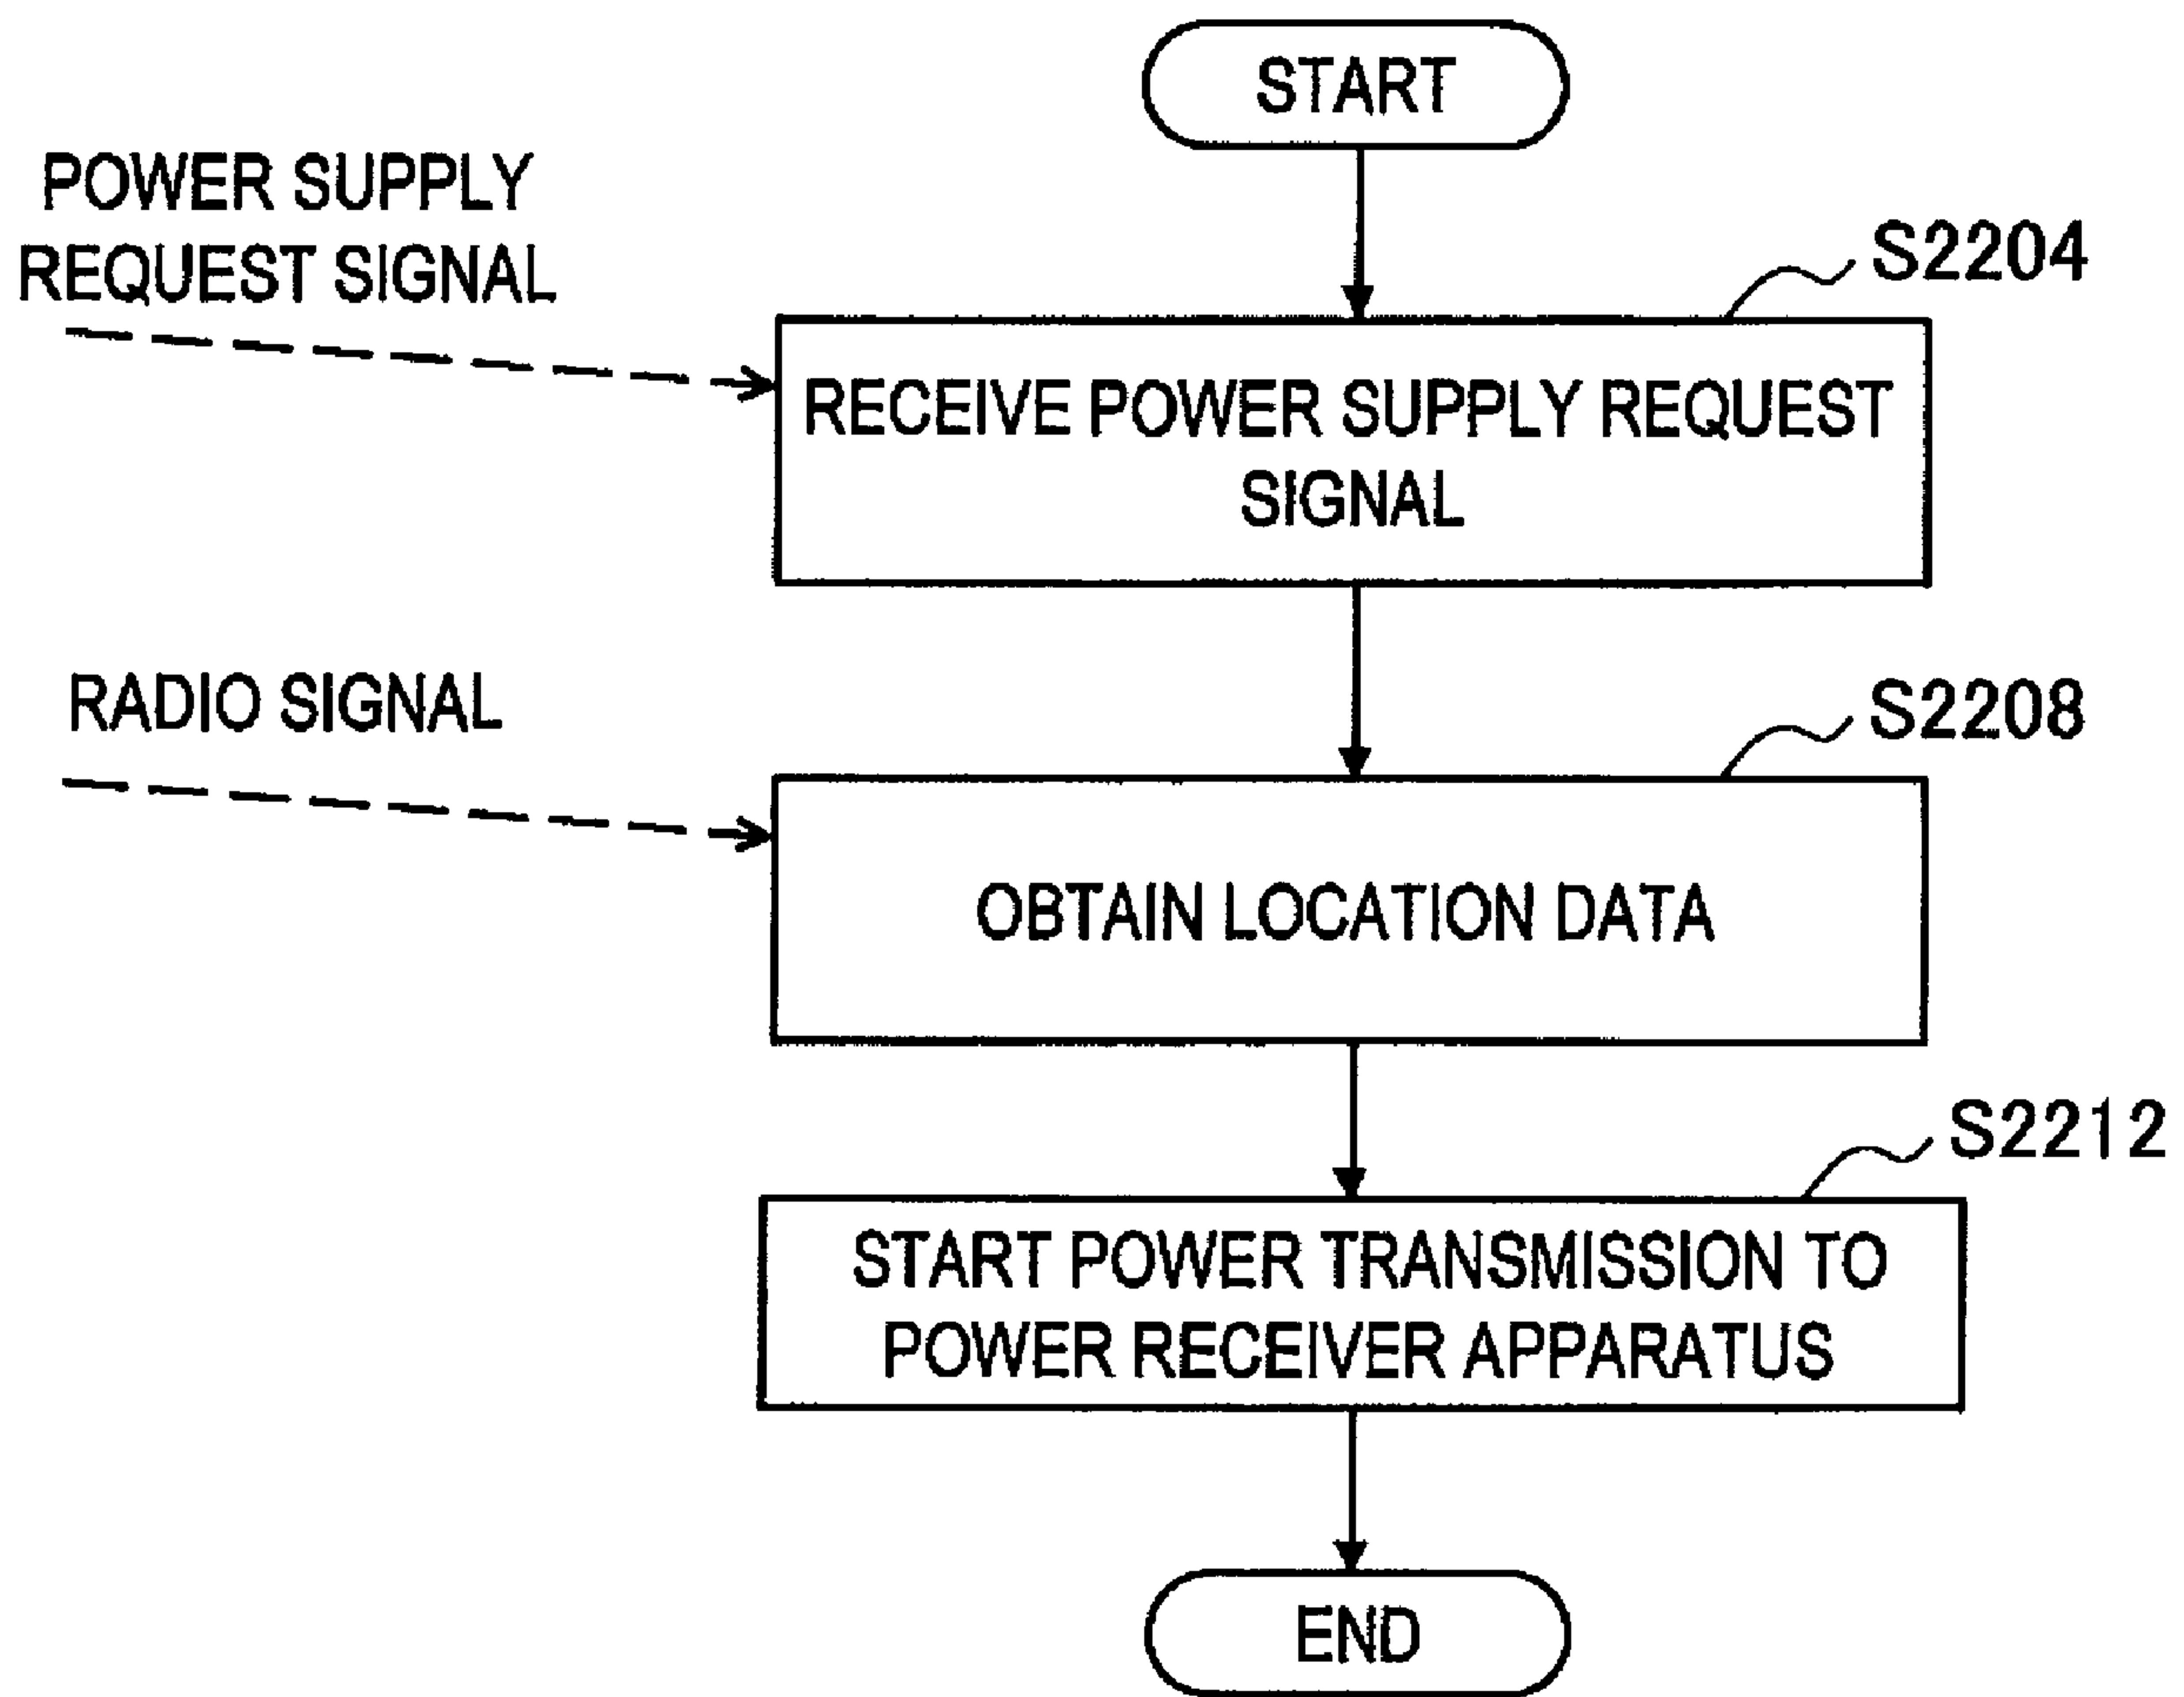 START
POWER SUPPLY
REQUEST SIGNAL
S2204
RECEIVE POWER SUPPLY REQUEST
SIGNAL
RADIO SIGNAL
S2208
OBTAIN LOCATION DATA
S2212
START POWER TRANSMISSION TO
POWER RECEIVER APPARATUS
END